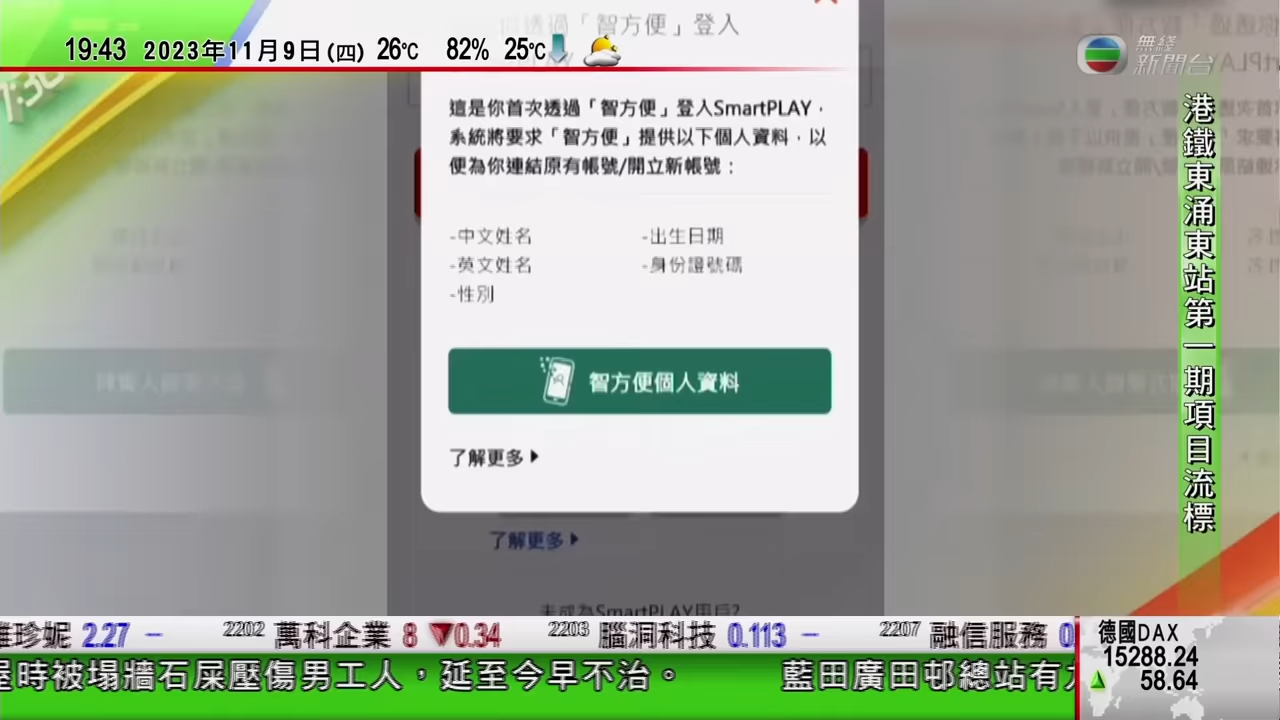 19:43 2023年11月9日(四) 26℃ 82% 25℃
無綫
新聞台
7:30
透過「智方便」登入
這是你首次透過「智方便」登入SmartPLAY，
系統將要求「智方便」提供以下個人資料，以
便為你連結原有帳號/開立新帳號：
-中文姓名
-出生日期
-英文姓名
-身份證號碼
-性別
智方便個人資料
了解更多
了解更多
未成為SmartPLAY用戶?
港鐵東涌東站第一期項目流標
珍妮 2.27 – 2202 萬科企業 8 ▼0.34 2203 腦洞科技 0.113 – 2207 融信服務
時被塌牆石屎壓傷男工人，延至今早不治。 藍田廣田邨總站有
德國DAX
15288.24
▲ 58.64